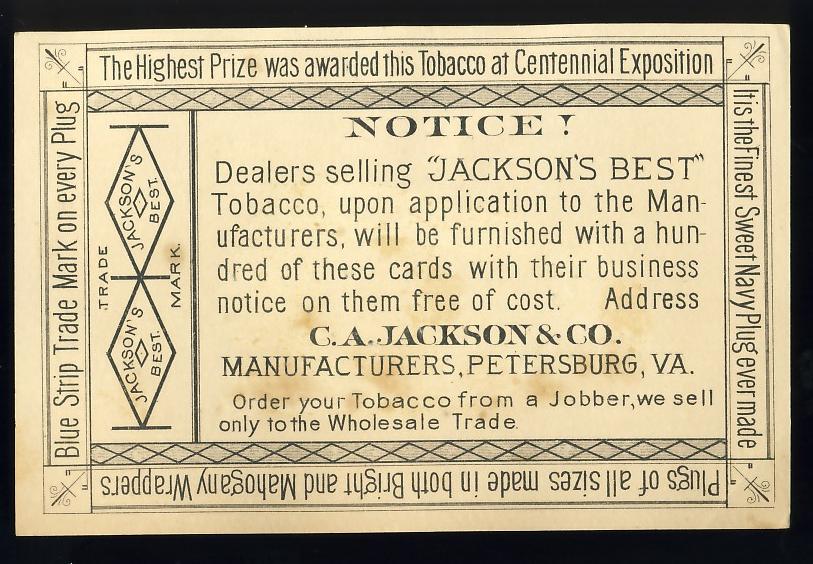 The Highest Prize was awarded this Tobacco at Centennial Exposition
It is the Finest Sweet Navy Plug ever made
Plugs of all sizes made in both Bright and Mahogany Wrappers
Blue Strip Trade Mark on every Plug
JACKSON'S
BEST.
TRADE
MARK.
JACKSON'S
BEST.
NOTICE!
Dealers selling "JACKSON'S BEST"
Tobacco, upon application to the Man-
ufacturers, will be furnished with a hun-
dred of these cards with their business
notice on them free of cost. Address
C. A. JACKSON & CO.
MANUFACTURERS, PETERSBURG, VA.
Order your Tobacco from a Jobber, we sell
only to the Wholesale Trade.